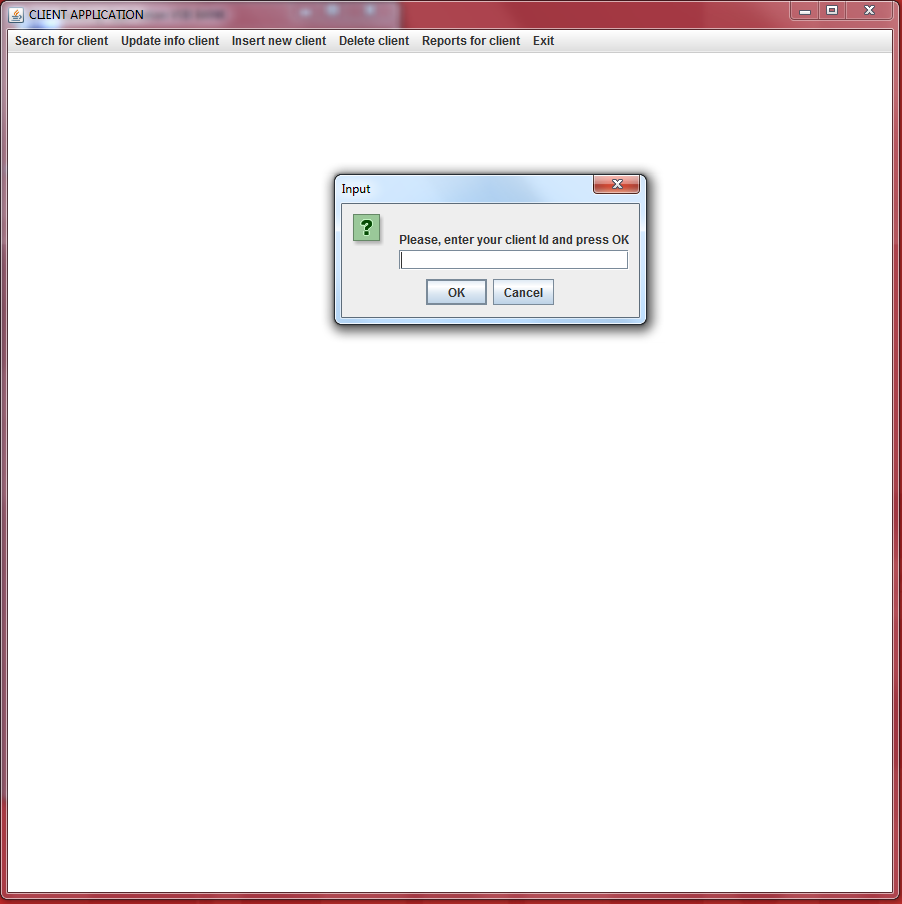 CLIENT APPLICATION
Search for client Update info client Insert new client Delete client Reports for client Exit
Input
?
Please, enter your client Id and press OK
OK Cancel